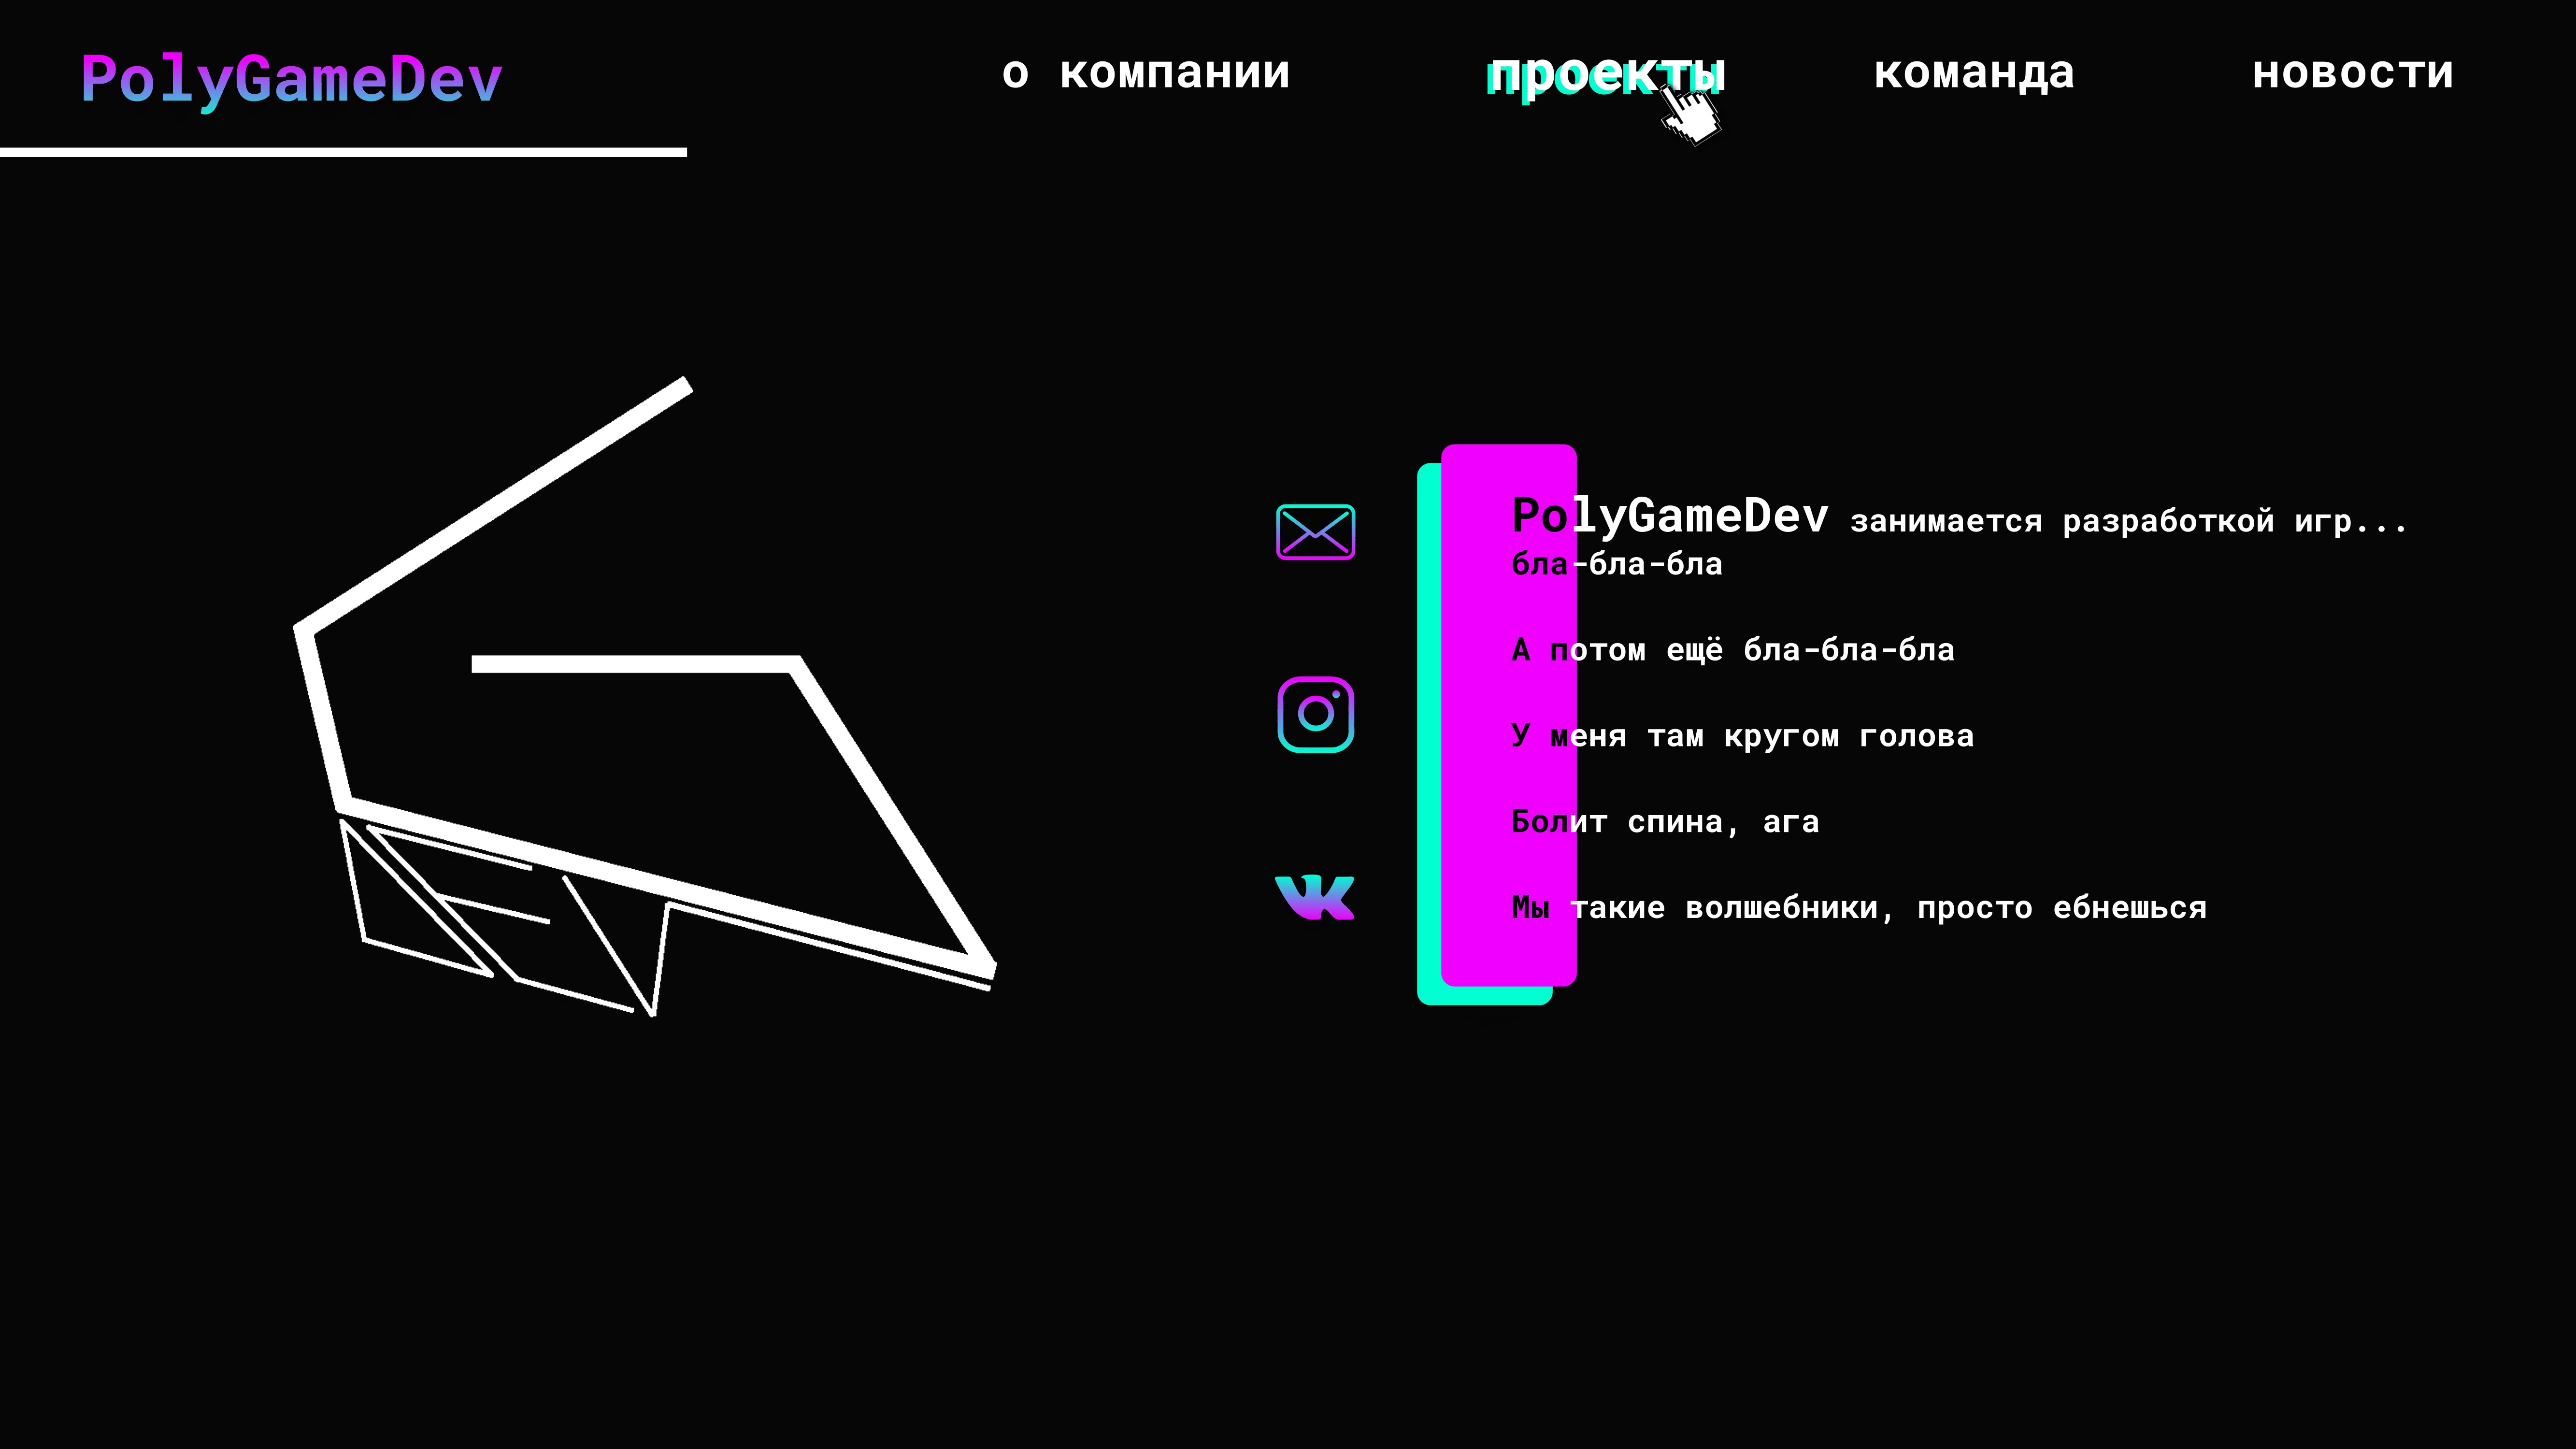 PolyGameDev
о компании
проекты
команда
новости
PolyGameDev занимается разработкой игр...
бла-бла-бла
А потом ещё бла-бла-бла
У меня там кругом голова
Болит спина, ага
Мы такие волшебники, просто ебнешься